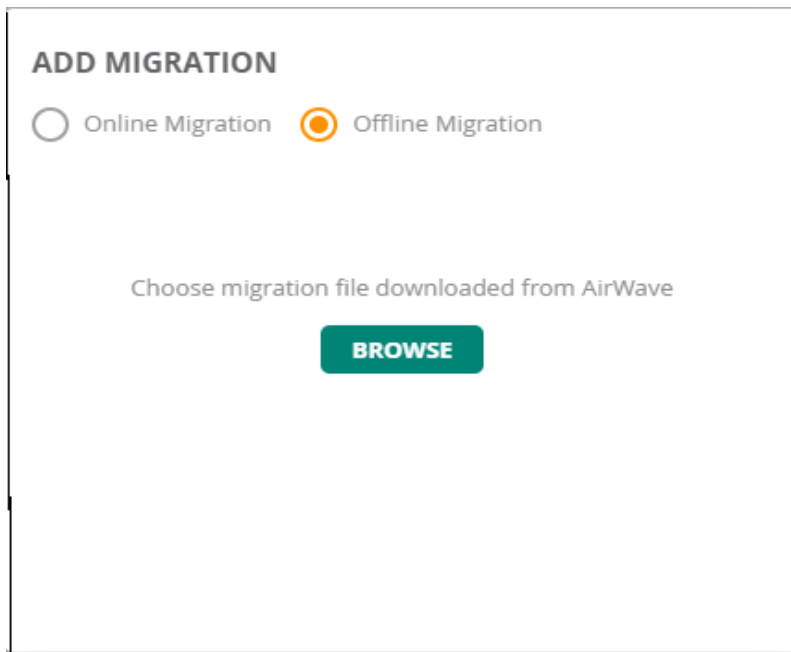 ADD MIGRATION
Online Migration Offline Migration
Choose migration file downloaded from AirWave
BROWSE